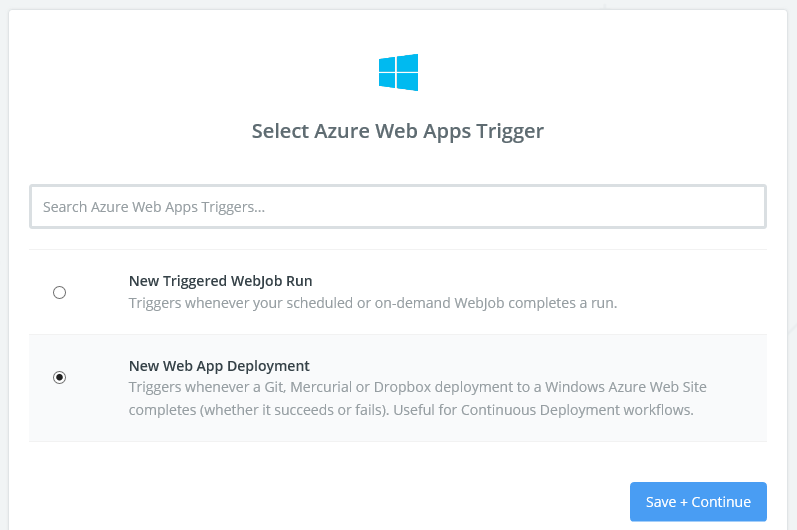 Select Azure Web Apps Trigger
Search Azure Web Apps Triggers...
New Triggered WebJob Run
Triggers whenever your scheduled or on-demand WebJob completes a run.
New Web App Deployment
Triggers whenever a Git, Mercurial or Dropbox deployment to a Windows Azure Web Site
completes (whether it succeeds or fails). Useful for Continuous Deployment workflows.
Save + Continue